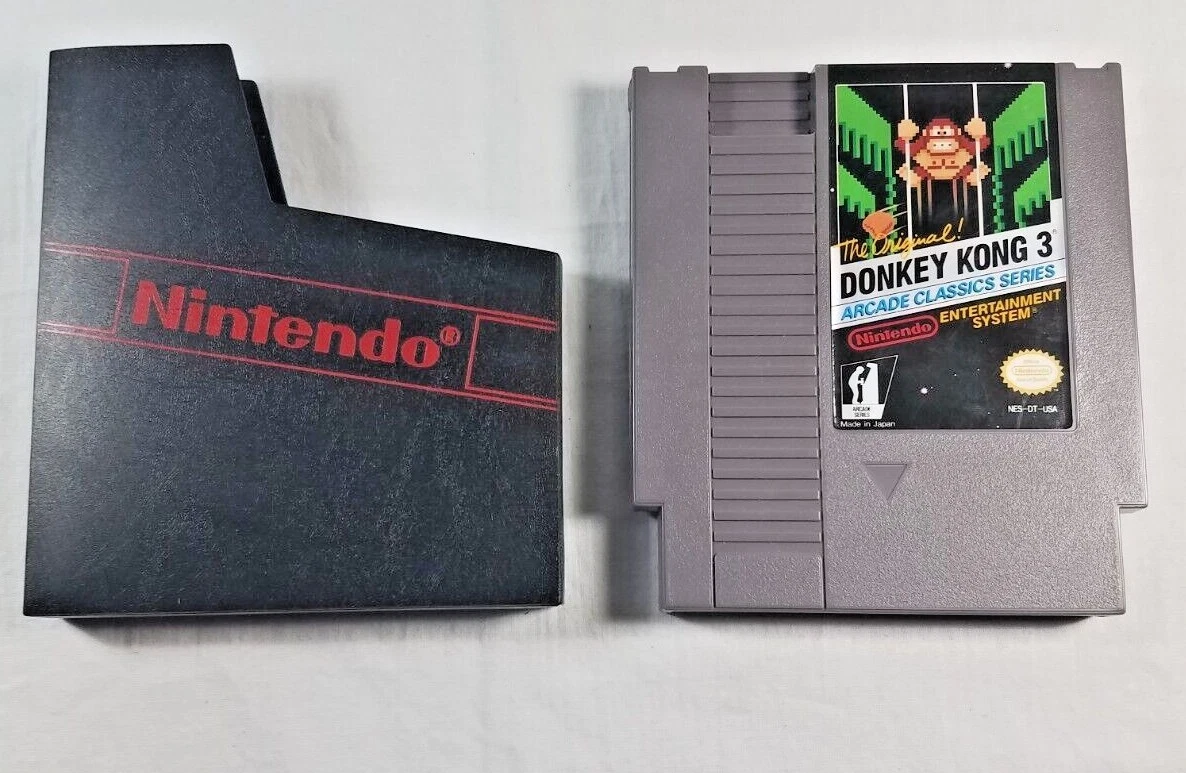 Nintendo®
The Original!
DONKEY KONG 3®
ARCADE CLASSICS SERIES
Nintendo ENTERTAINMENT
SYSTEM®
Nintendo
ARCADE
SERIES
NES-DT-USA
Made in Japan